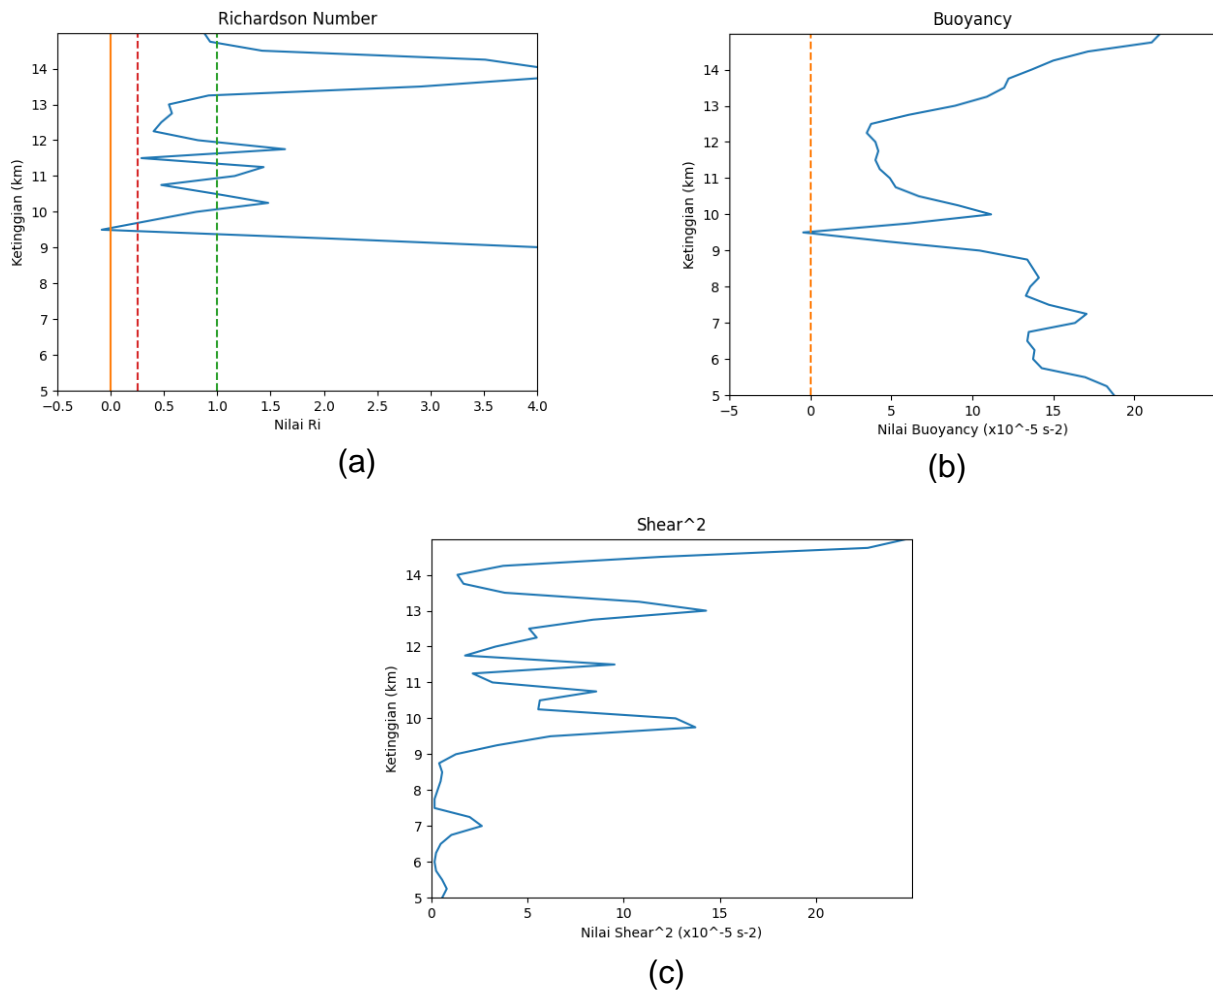 Richardson Number
Ketinggian (km)
14
13
12
11
10
9
8
7
6
5
−0.5 0.0 0.5 1.0 1.5 2.0 2.5 3.0 3.5 4.0
Nilai Ri
(a)
Buoyancy
Ketinggian (km)
14
13
12
11
10
9
8
7
6
5
−5 0 5 10 15 20
Nilai Buoyancy (x10^-5 s-2)
(b)
Shear^2
Ketinggian (km)
14
13
12
11
10
9
8
7
6
5
0 5 10 15 20
Nilai Shear^2 (x10^-5 s-2)
(c)